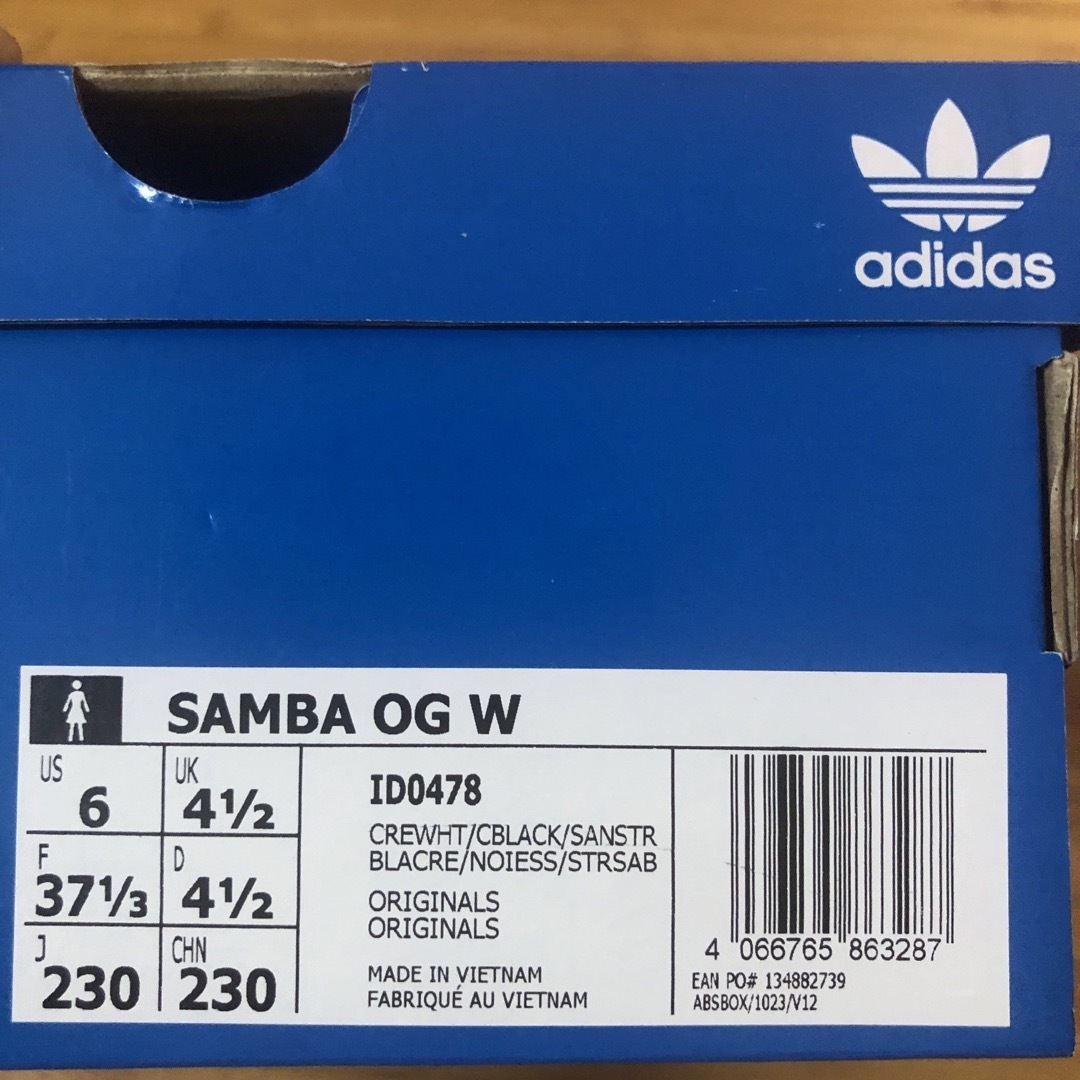 adidas
SAMBA OG W
US
6
UK
4½
F
37⅓
D
4½
J
230
CHN
230
ID0478
CREWHT/CBLACK/SANSTR
BLACRE/NOIESS/STRSAB
ORIGINALS
ORIGINALS
MADE IN VIETNAM
FABRIQUÉ AU VIETNAM
4 066765 863287
EAN PO# 134882739
ABSBOX/1023/V12